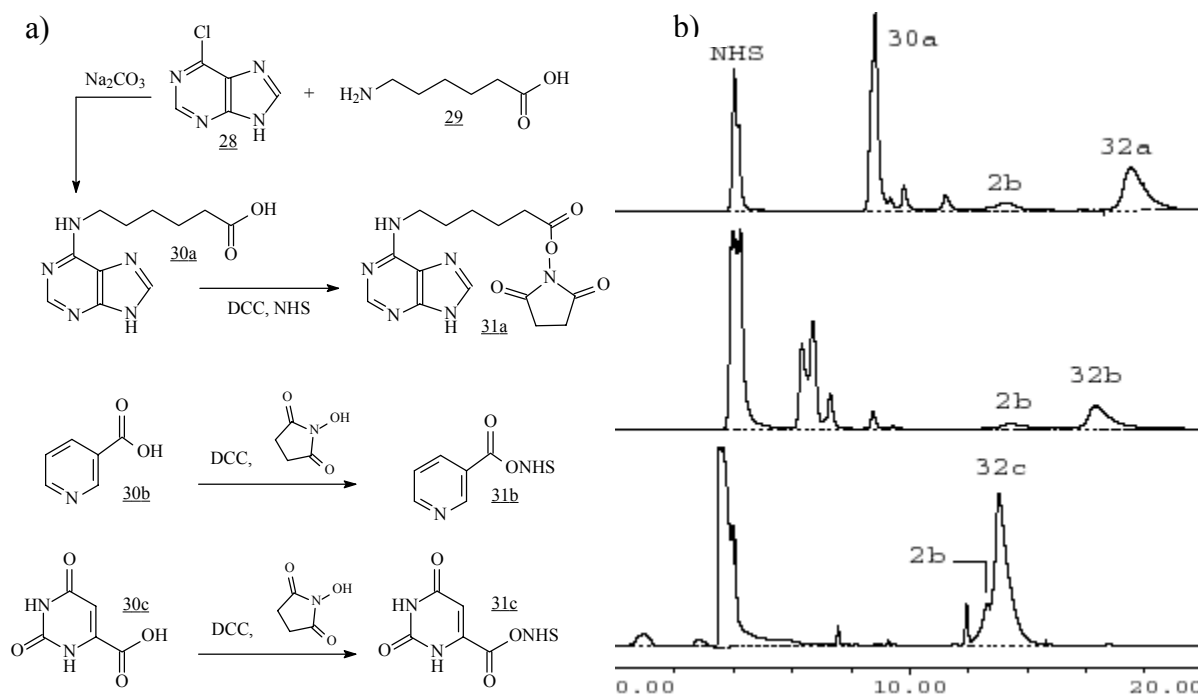 a)
Cl
N
N
N
N
H
28
Na₂CO₃
+
H₂N
OH
O
29
HN
OH
O
30a
N
N
N
N
H
DCC, NHS
HN
O
O
N
O
O
N
N
N
N
H
31a
O
OH
N
30b
O
N
OH
O
DCC,
O
ONHS
N
31b
O
HN
O
N
H
OH
O
30c
O
N
OH
O
DCC,
O
HN
O
N
H
ONHS
O
31c
b)
NHS
30a
2b
32a
2b
32b
32c
2b
0.00
10.00
20.00